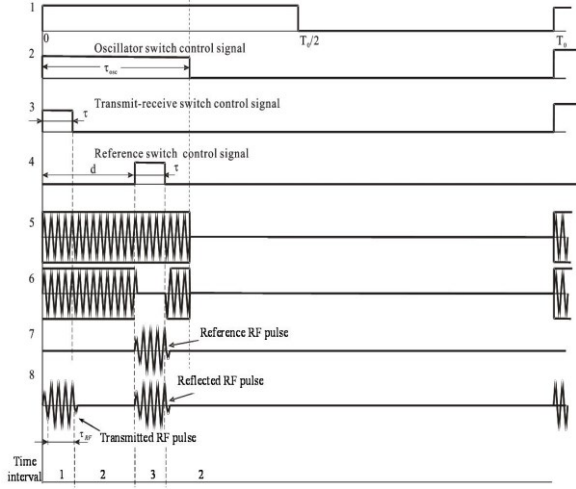 1
0
T₀/2
T₀
2
Oscillator switch control signal
τosc
3
Transmit-receive switch control signal
τ
4
Reference switch control signal
d
τ
5
6
7
Reference RF pulse
8
Reflected RF pulse
τRF
Transmitted RF pulse
Time
interval
1
2
3
2